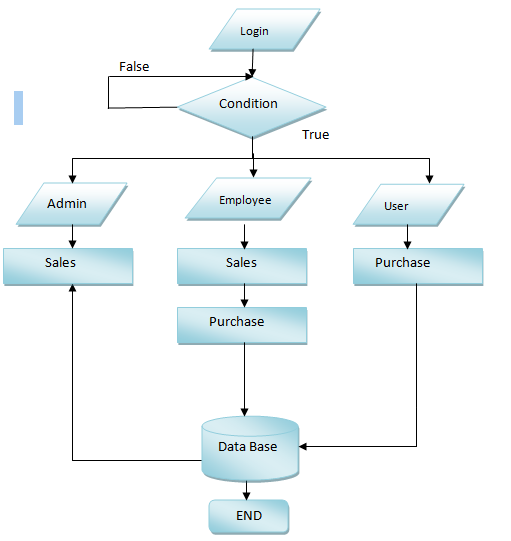 Login
False
Condition
True
Admin
Employee
User
Sales
Sales
Purchase
Purchase
Data Base
END